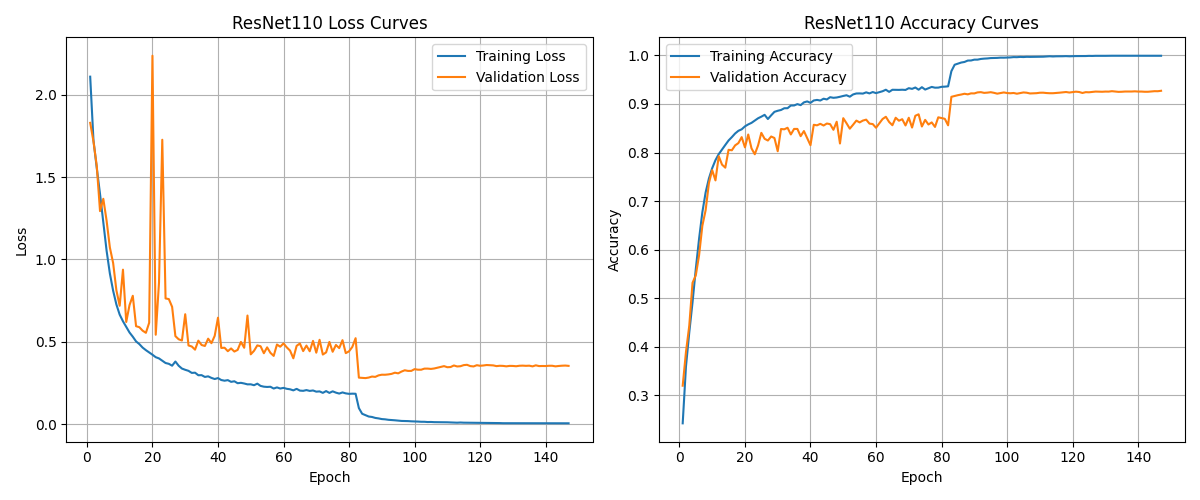 ResNet110 Loss Curves
Training Loss
Validation Loss
2.0
1.5
1.0
0.5
0.0
Loss
0 20 40 60 80 100 120 140
Epoch
ResNet110 Accuracy Curves
Training Accuracy
Validation Accuracy
1.0
0.9
0.8
0.7
0.6
0.5
0.4
0.3
Accuracy
0 20 40 60 80 100 120 140
Epoch